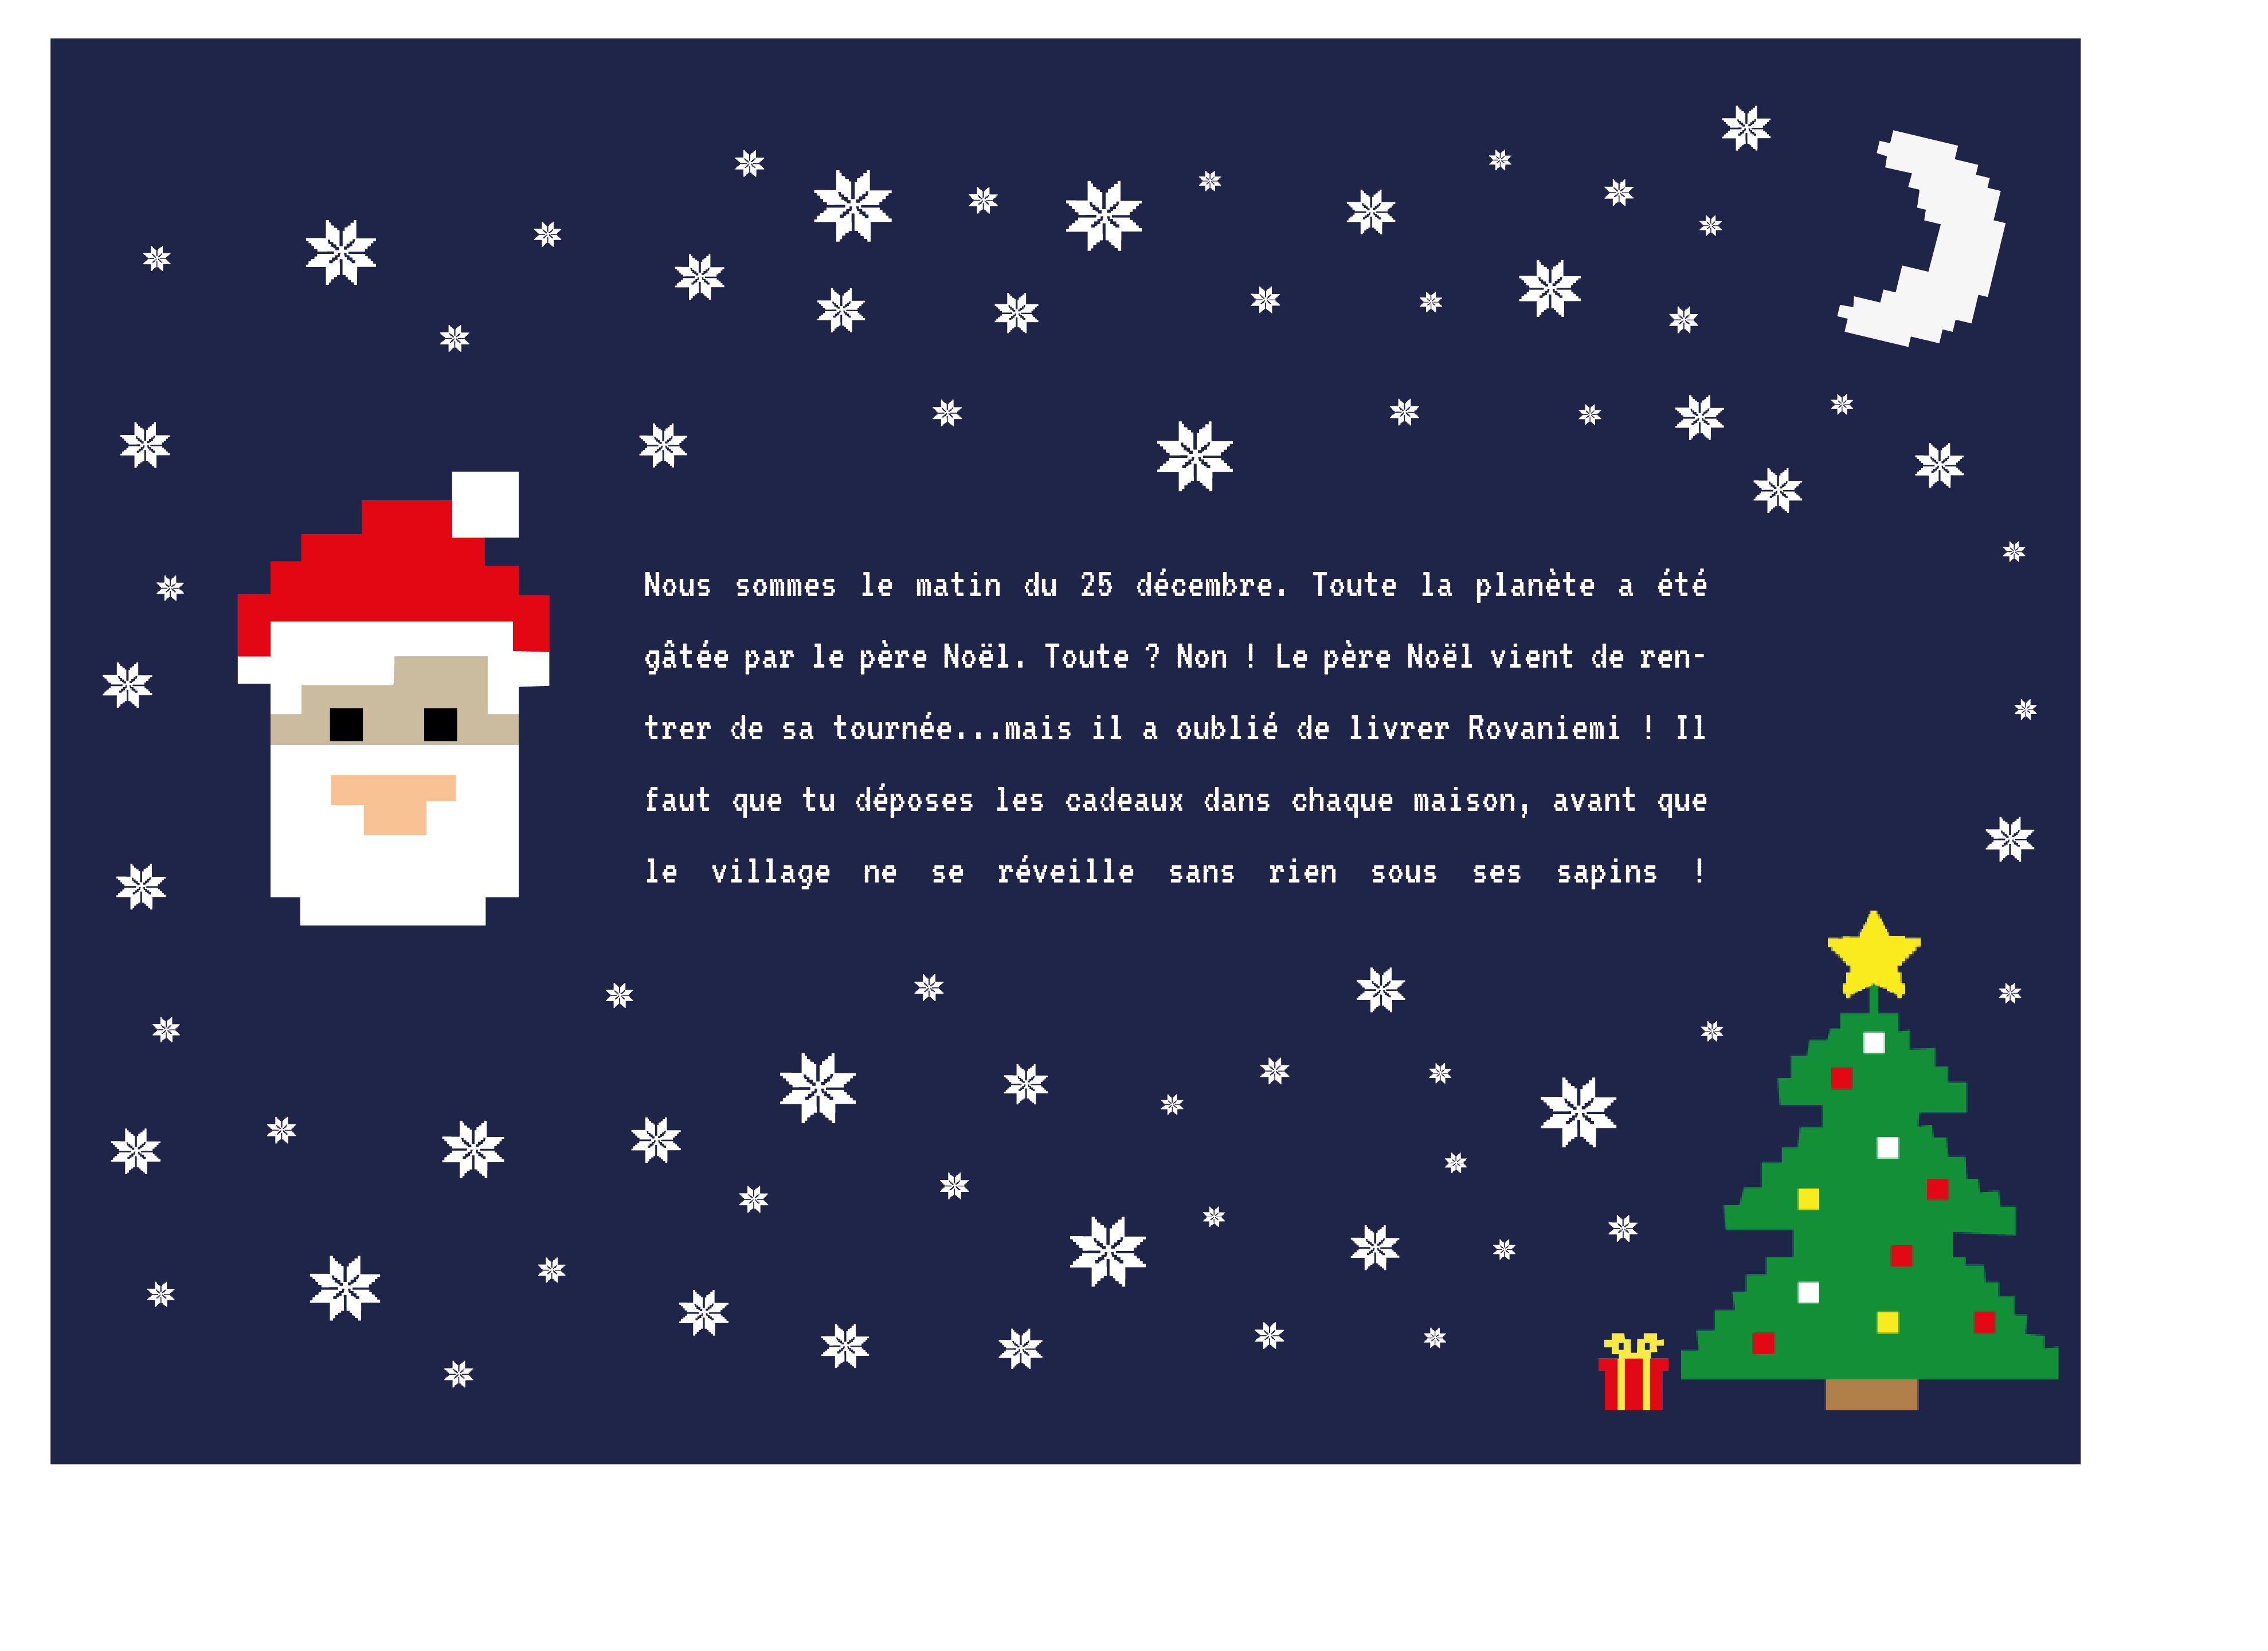 Nous sommes le matin du 25 décembre. Toute la planète a été
gâtée par le père Noël. Toute ? Non ! Le père Noël vient de ren-
trer de sa tournée...mais il a oublié de livrer Rovaniemi ! Il
faut que tu déposes les cadeaux dans chaque maison, avant que
le village ne se réveille sans rien sous ses sapins !